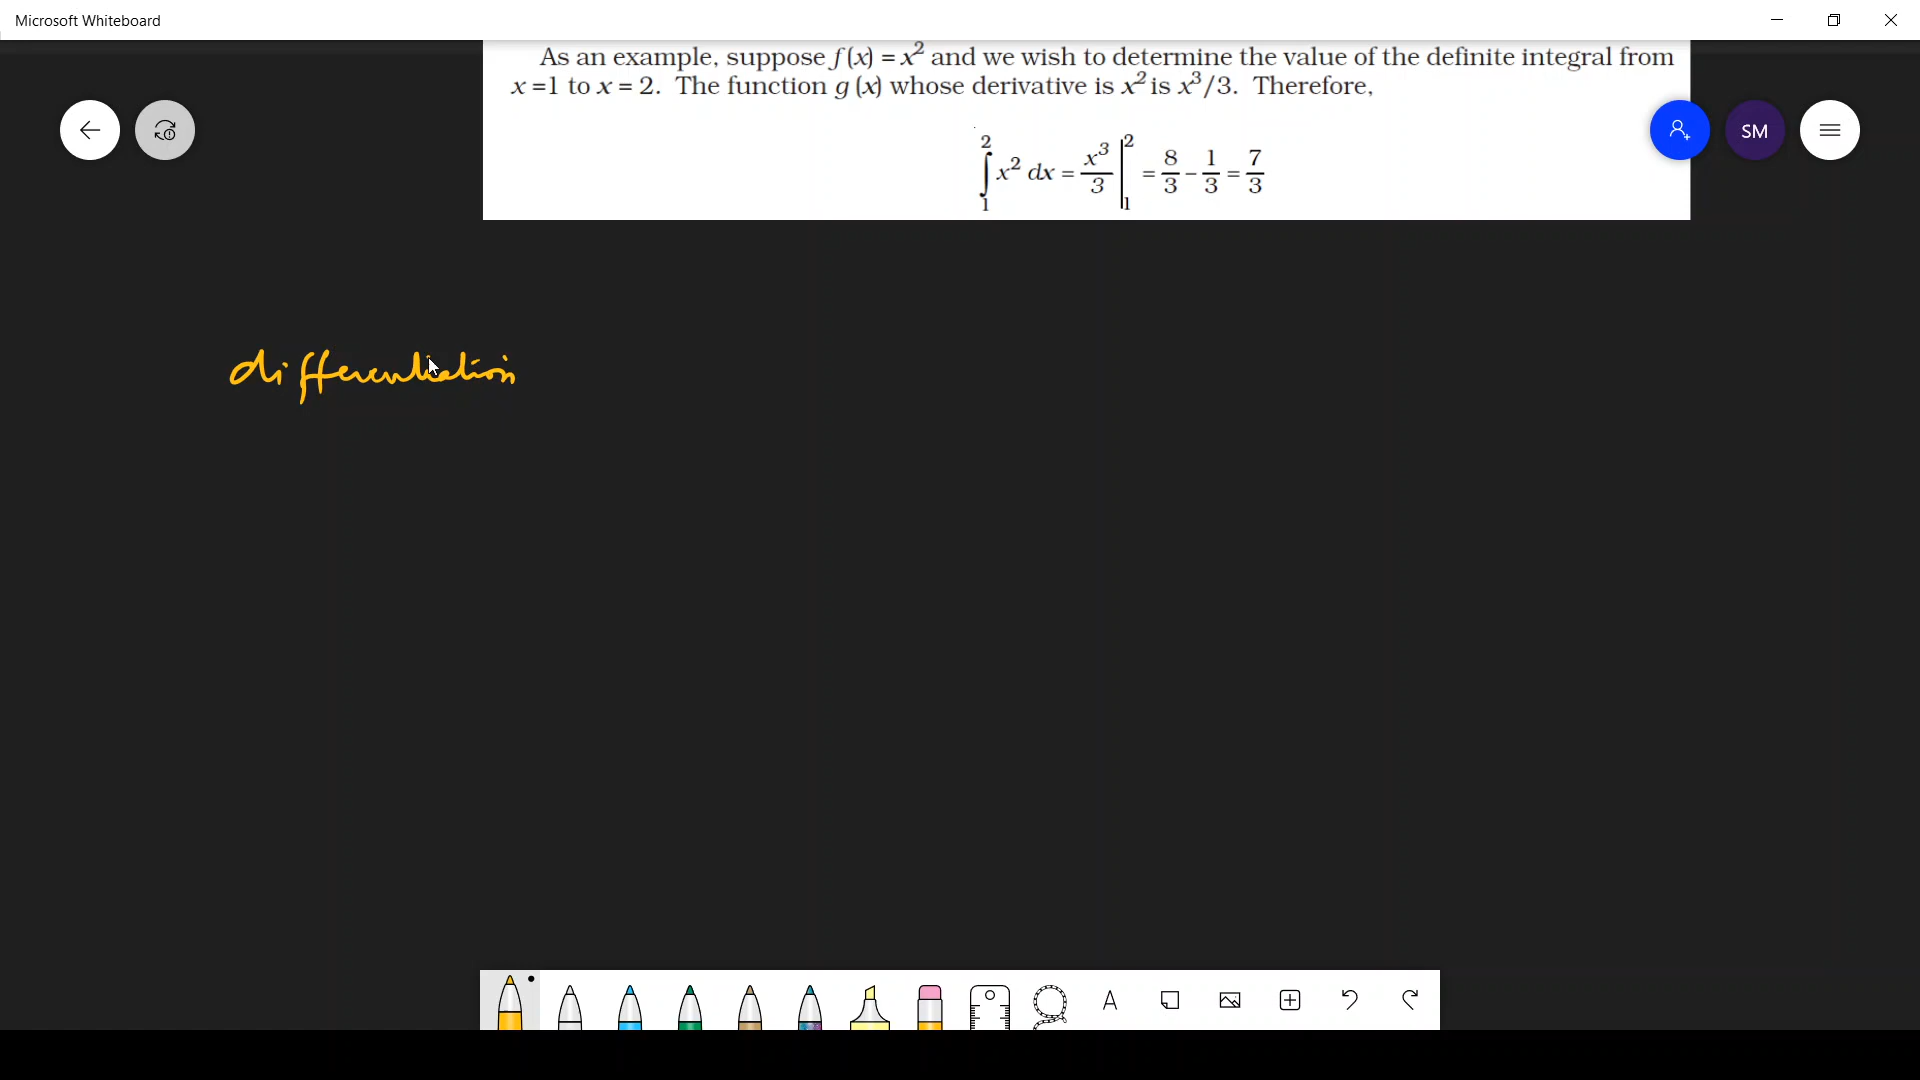 Microsoft Whiteboard
As an example, suppose f (x) = x² and we wish to determine the value of the definite integral from
x =1 to x = 2. The function g (x) whose derivative is x² is x³/3. Therefore,
∫₁² x² dx = x³/3 |₁² = 8/3 − 1/3 = 7/3
SM
differentiation